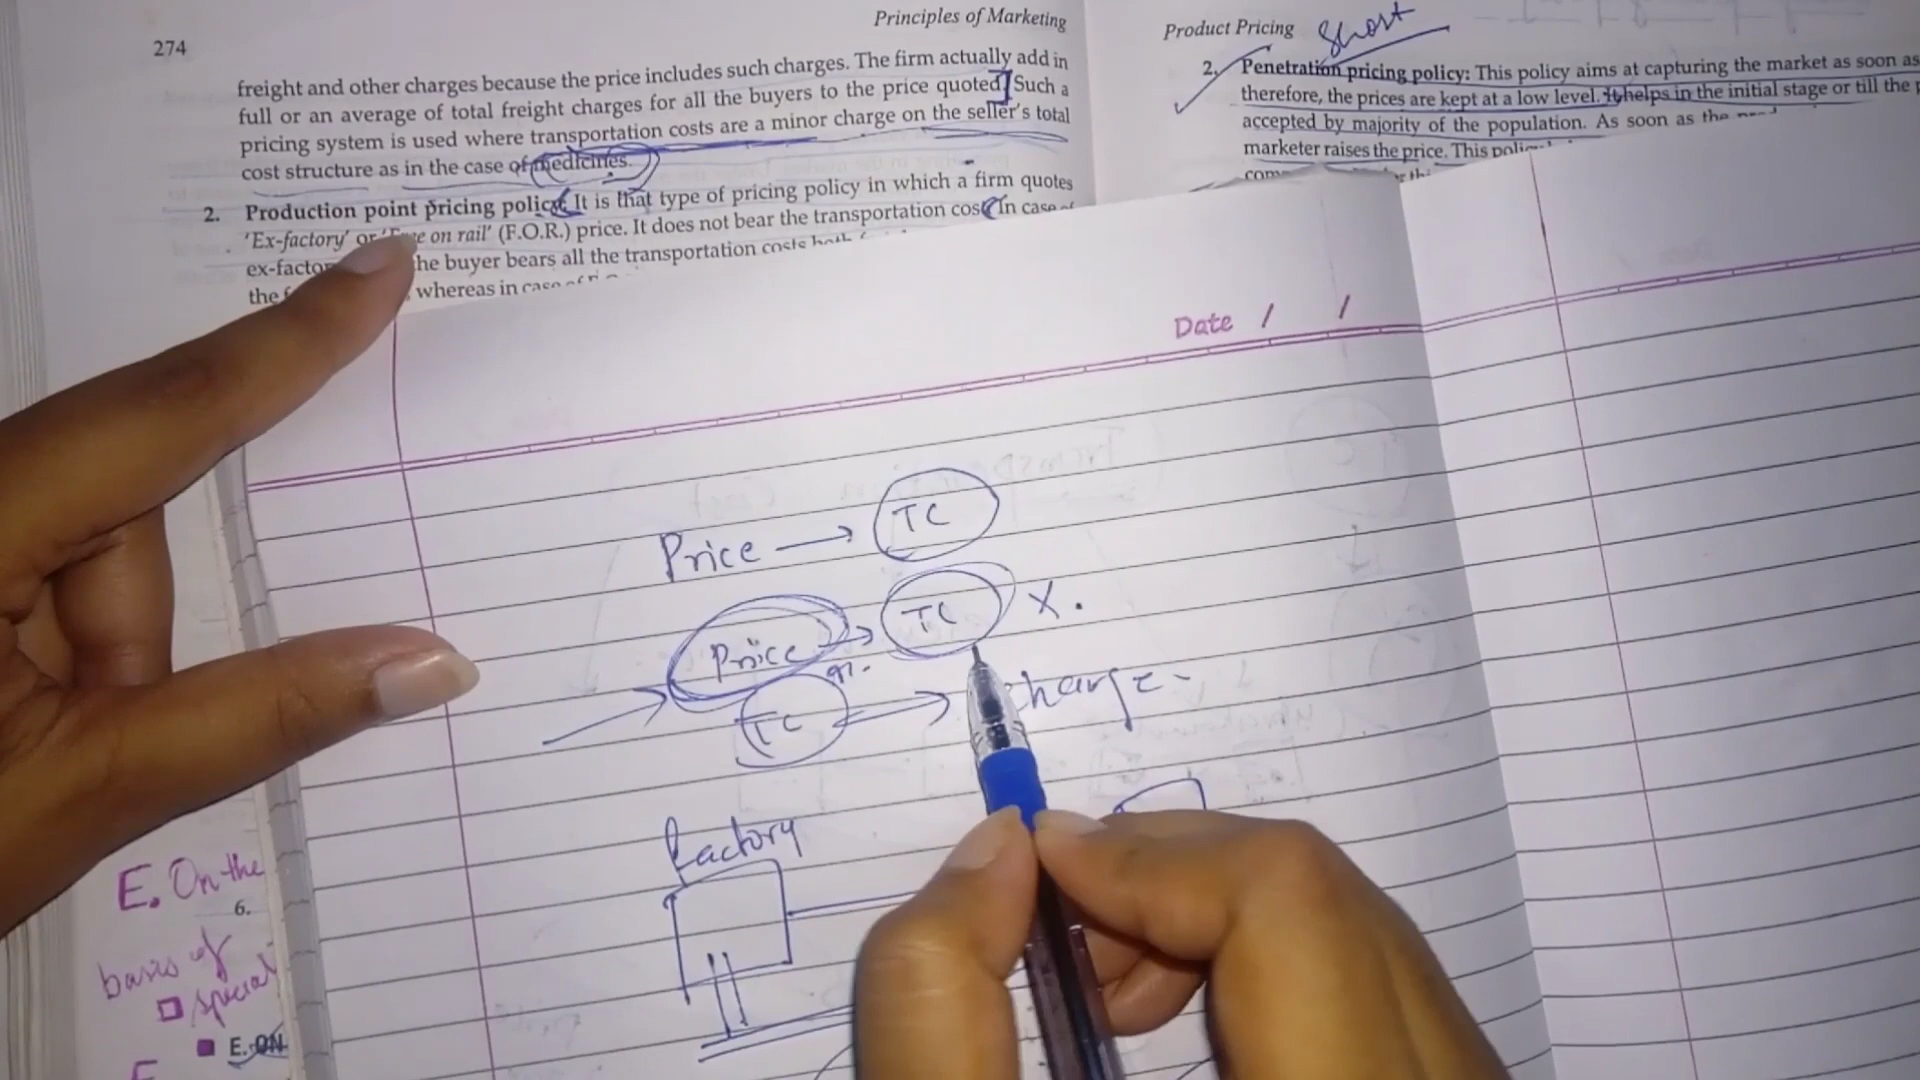 274
Principles of Marketing
freight and other charges because the price includes such charges. The firm actually add in
full or an average of total freight charges for all the buyers to the price quoted. Such a
pricing system is used where transportation costs are a minor charge on the seller's total
cost structure as in the case of medicines.
2. Production point pricing policy: It is that type of pricing policy in which a firm quotes
'Ex-factory' or on rail' (F.O.R.) price. It does not bear the transportation cost. In case of
the buyer bears all the transportation costs
the whereas in case of
Product Pricing
Short
2. Penetration pricing policy: This policy aims at capturing the market as soon as
therefore, the prices are kept at a low level. It helps in the initial stage or till the
accepted by majority of the population. As soon as the
marketer raises the price. This
Date / /
Price → TC
Price → TC X.
TC → charge-
factory
E. On the
6.
basis of
special
E. ON